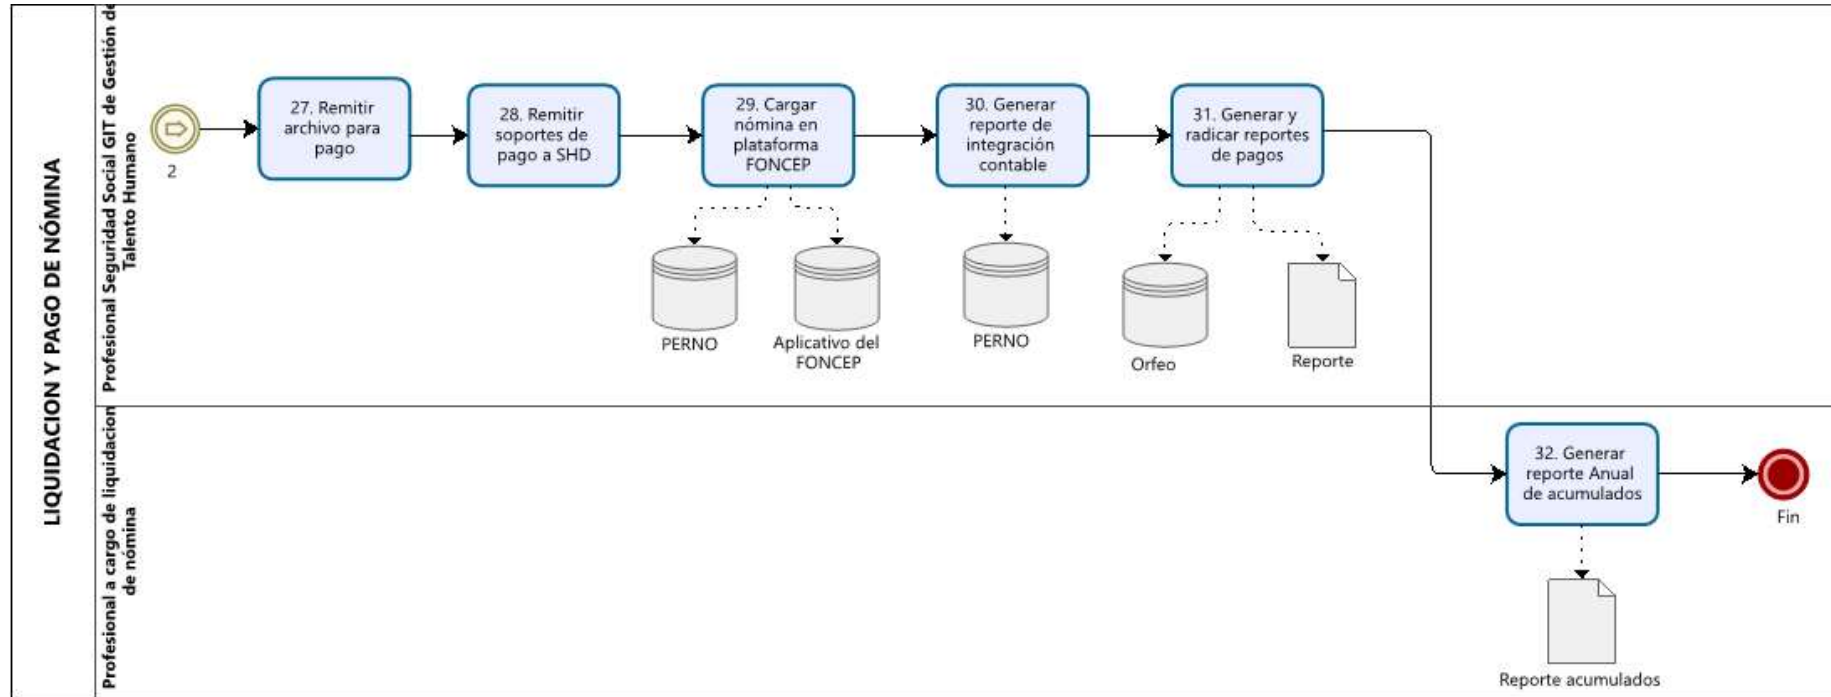 LIQUIDACION Y PAGO DE NÓMINA
Profesional Seguridad Social GIT de Gestión de
Talento Humano
2
27. Remitir
archivo para
pago
28. Remitir
soportes de
pago a SHD
29. Cargar
nómina en
plataforma
FONCEP
30. Generar
reporte de
integración
contable
31. Generar y
radicar reportes
de pagos
PERNO
Aplicativo del
FONCEP
PERNO
Orfeo
Reporte
Profesional a cargo de liquidacion
de nómina
32. Generar
reporte Anual
de acumulados
Fin
Reporte acumulados